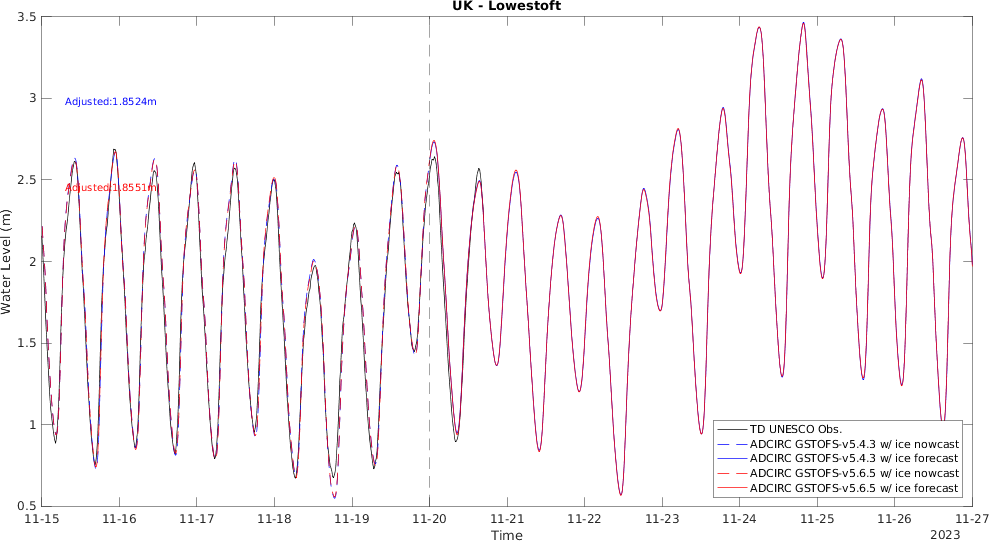 UK - Lowestoft
3.5
3
2.5
2
1.5
1
0.5
Water Level (m)
Adjusted:1.8524m
Adjusted:1.8551m
TD UNESCO Obs.
ADCIRC GSTOFS-v5.4.3 w/ ice nowcast
ADCIRC GSTOFS-v5.4.3 w/ ice forecast
ADCIRC GSTOFS-v5.6.5 w/ ice nowcast
ADCIRC GSTOFS-v5.6.5 w/ ice forecast
11-15 11-16 11-17 11-18 11-19 11-20 11-21 11-22 11-23 11-24 11-25 11-26 11-27
Time
2023